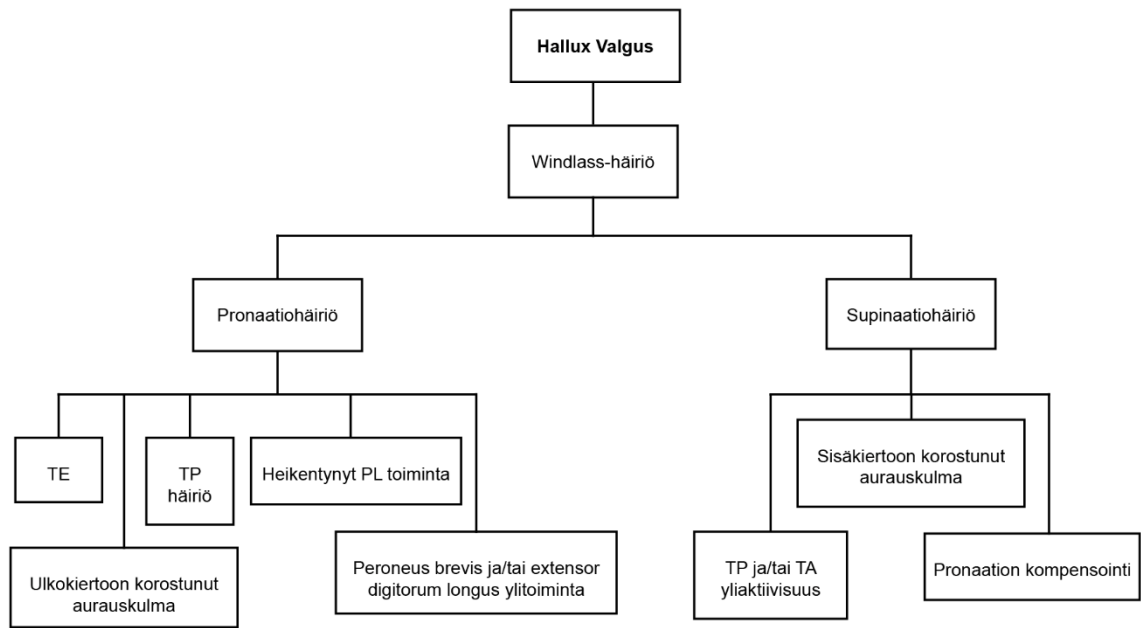 Hallux Valgus
Windlass-häiriö
Pronaatiohäiriö
Supinaatiohäiriö
TE
Ulkokiertoon korostunut
aurauskulma
TP
häiriö
Heikentynyt PL toiminta
Peroneus brevis ja/tai extensor
digitorum longus ylitoiminta
TP ja/tai TA
yliaktiivisuus
Sisäkiertoon korostunut
aurauskulma
Pronaation kompensointi